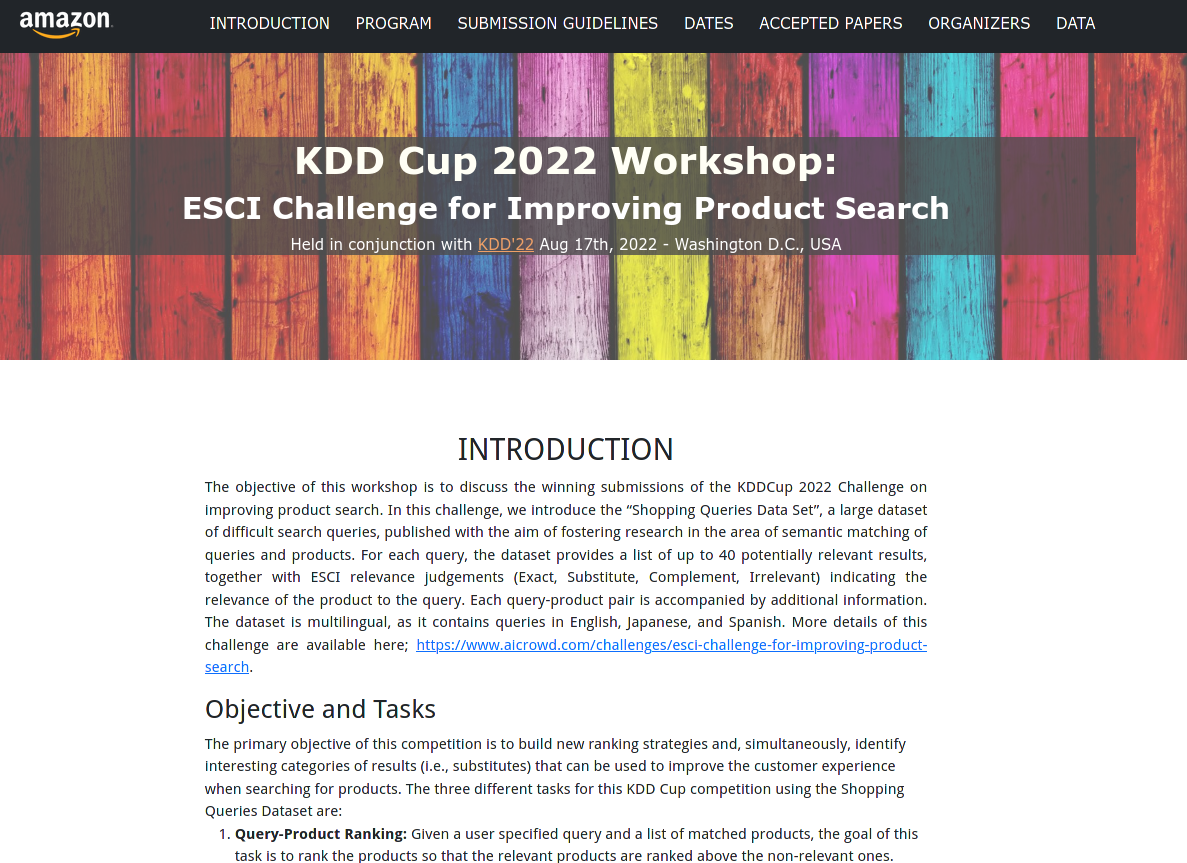 amazon
INTRODUCTION PROGRAM SUBMISSION GUIDELINES DATES ACCEPTED PAPERS ORGANIZERS DATA
KDD Cup 2022 Workshop:
ESCI Challenge for Improving Product Search
Held in conjunction with KDD'22 Aug 17th, 2022 - Washington D.C., USA
INTRODUCTION
The objective of this workshop is to discuss the winning submissions of the KDDCup 2022 Challenge on
improving product search. In this challenge, we introduce the “Shopping Queries Data Set”, a large dataset
of difficult search queries, published with the aim of fostering research in the area of semantic matching of
queries and products. For each query, the dataset provides a list of up to 40 potentially relevant results,
together with ESCI relevance judgements (Exact, Substitute, Complement, Irrelevant) indicating the
relevance of the product to the query. Each query-product pair is accompanied by additional information.
The dataset is multilingual, as it contains queries in English, Japanese, and Spanish. More details of this
challenge are available here; https://www.aicrowd.com/challenges/esci-challenge-for-improving-product-
search.
Objective and Tasks
The primary objective of this competition is to build new ranking strategies and, simultaneously, identify
interesting categories of results (i.e., substitutes) that can be used to improve the customer experience
when searching for products. The three different tasks for this KDD Cup competition using the Shopping
Queries Dataset are:
1. Query-Product Ranking: Given a user specified query and a list of matched products, the goal of this
task is to rank the products so that the relevant products are ranked above the non-relevant ones.